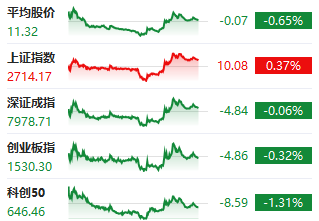 平均股价 -0.07 -0.65%
11.32
上证指数 10.08 0.37%
2714.17
深证成指 -4.84 -0.06%
7978.71
创业板指 -4.86 -0.32%
1530.30
科创50 -8.59 -1.31%
646.46